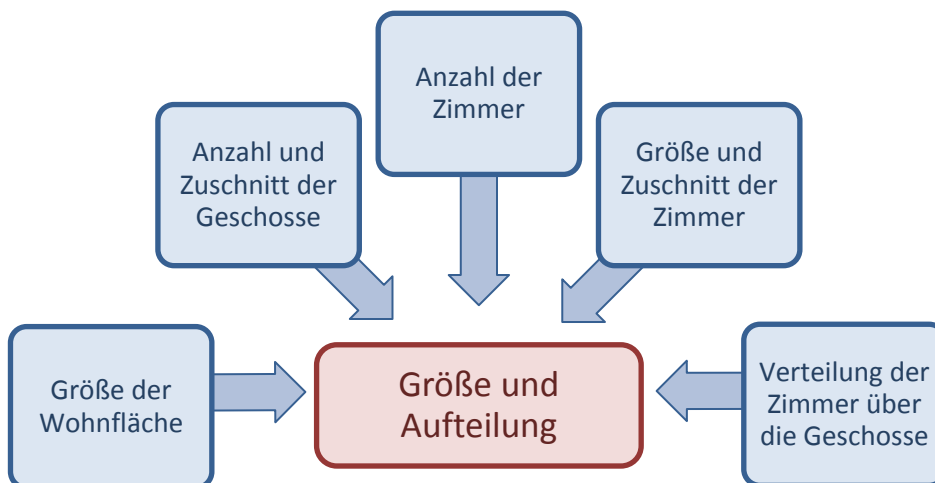 Anzahl der
Zimmer
Anzahl und
Zuschnitt der
Geschosse
Größe und
Zuschnitt der
Zimmer
Größe der
Wohnfläche
Größe und
Aufteilung
Verteilung der
Zimmer über
die Geschosse